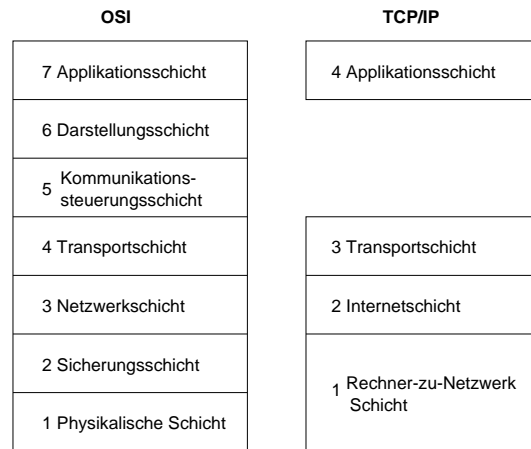 OSI
TCP/IP
7 Applikationsschicht
4 Applikationsschicht
6 Darstellungsschicht
5 Kommunikations-
steuerungsschicht
4 Transportschicht
3 Transportschicht
3 Netzwerkschicht
2 Internetschicht
2 Sicherungsschicht
1 Rechner-zu-Netzwerk
Schicht
1 Physikalische Schicht